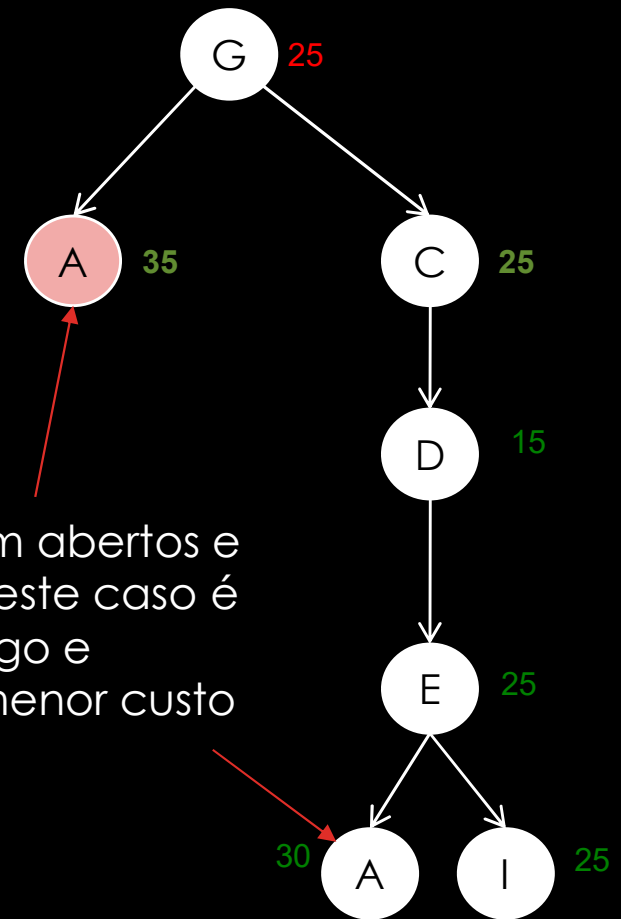 G 25
A 35
C 25
D 15
m abertos e
este caso é
go e
menor custo
E 25
30 A
I 25